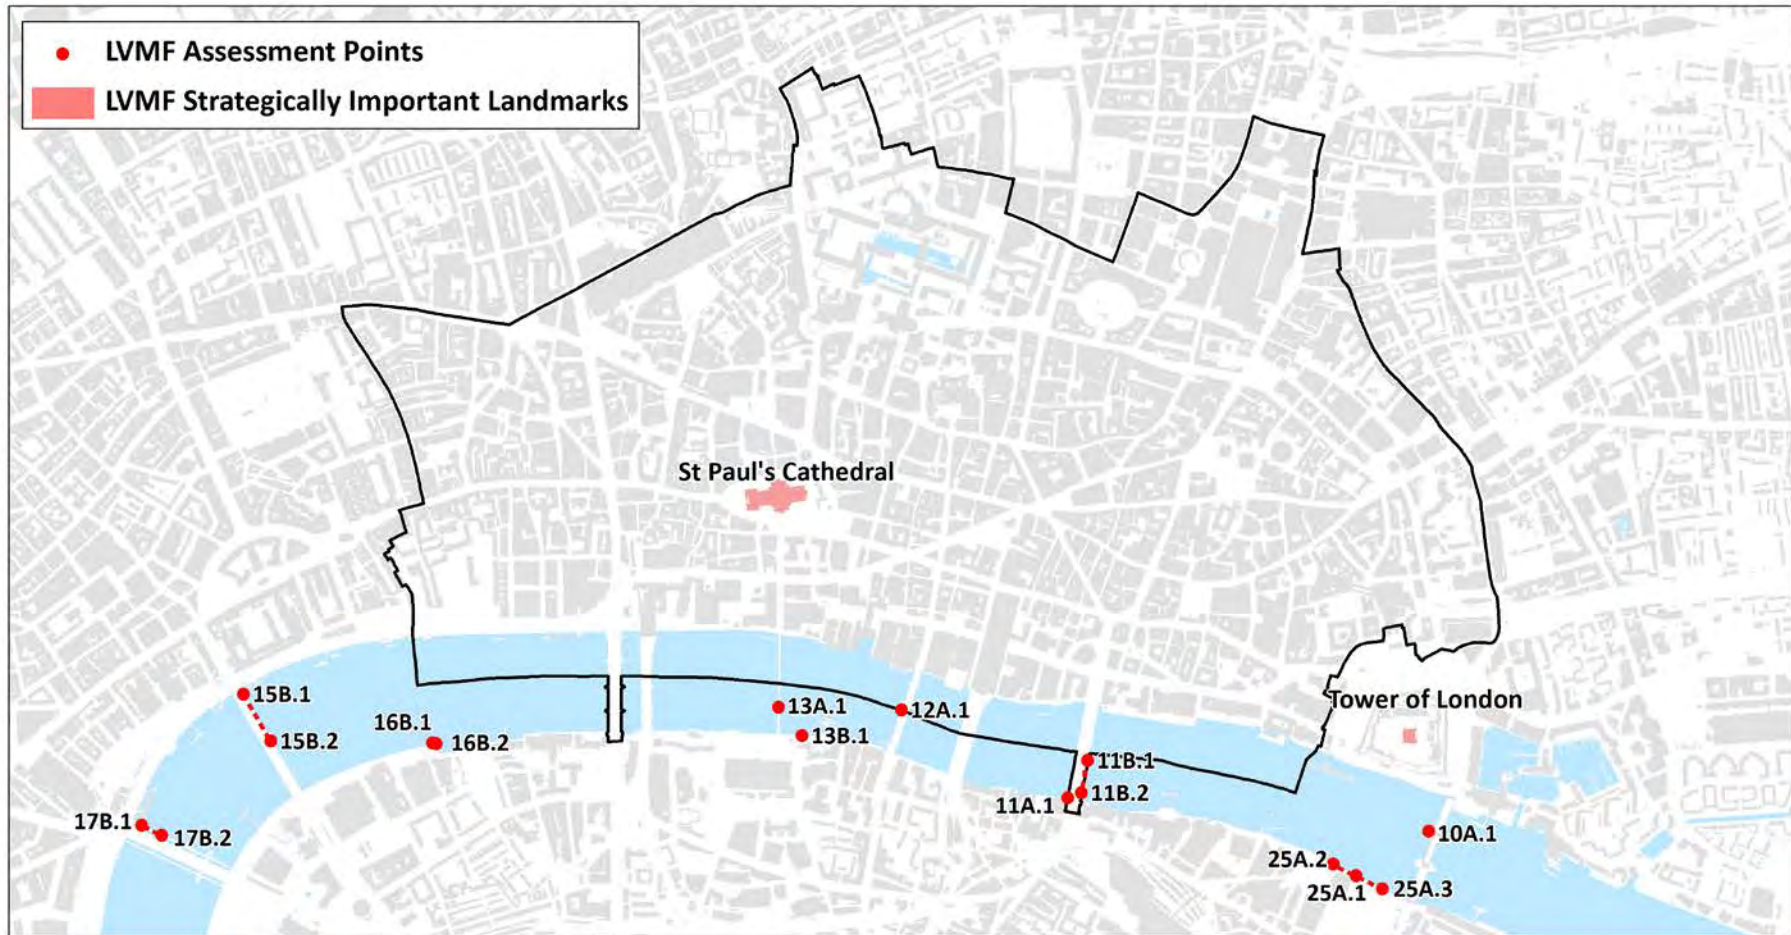 LVMF Assessment Points
LVMF Strategically Important Landmarks
St Paul's Cathedral
Tower of London
15B.1
15B.2
16B.1
16B.2
13A.1
13B.1
12A.1
11B.1
11B.2
11A.1
17B.1
17B.2
10A.1
25A.2
25A.1
25A.3